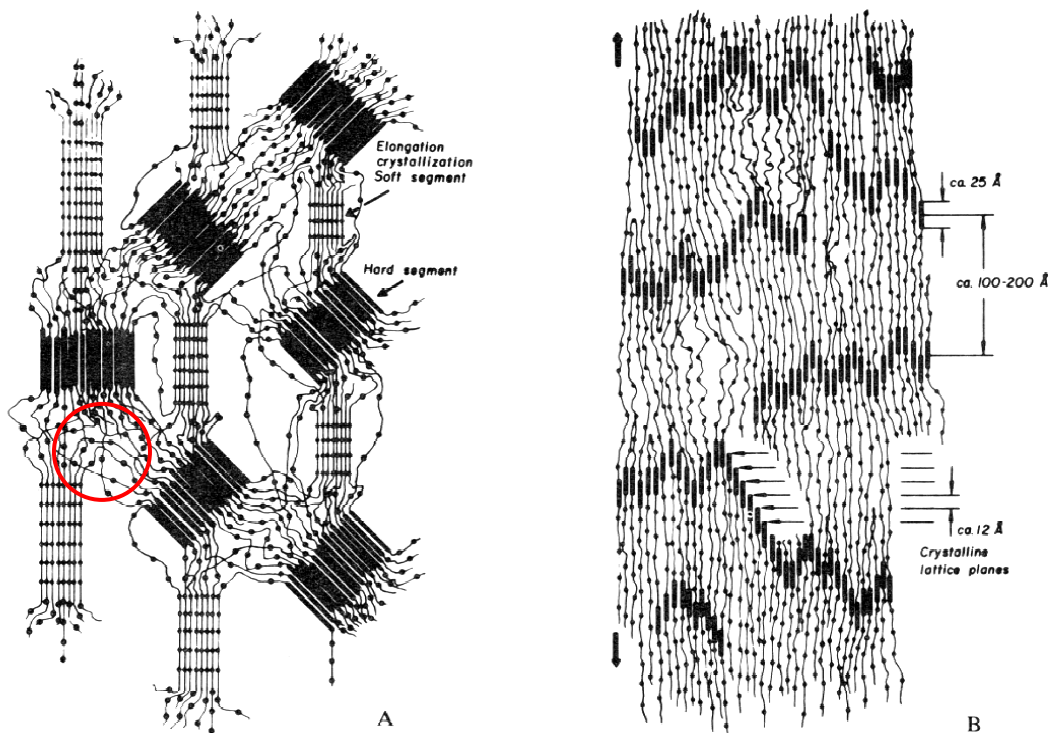 Elongation
crystallization
Soft segment
Hard segment
A
ca. 25 Å
ca. 100-200 Å
ca. 12 Å
Crystalline
lattice planes
B